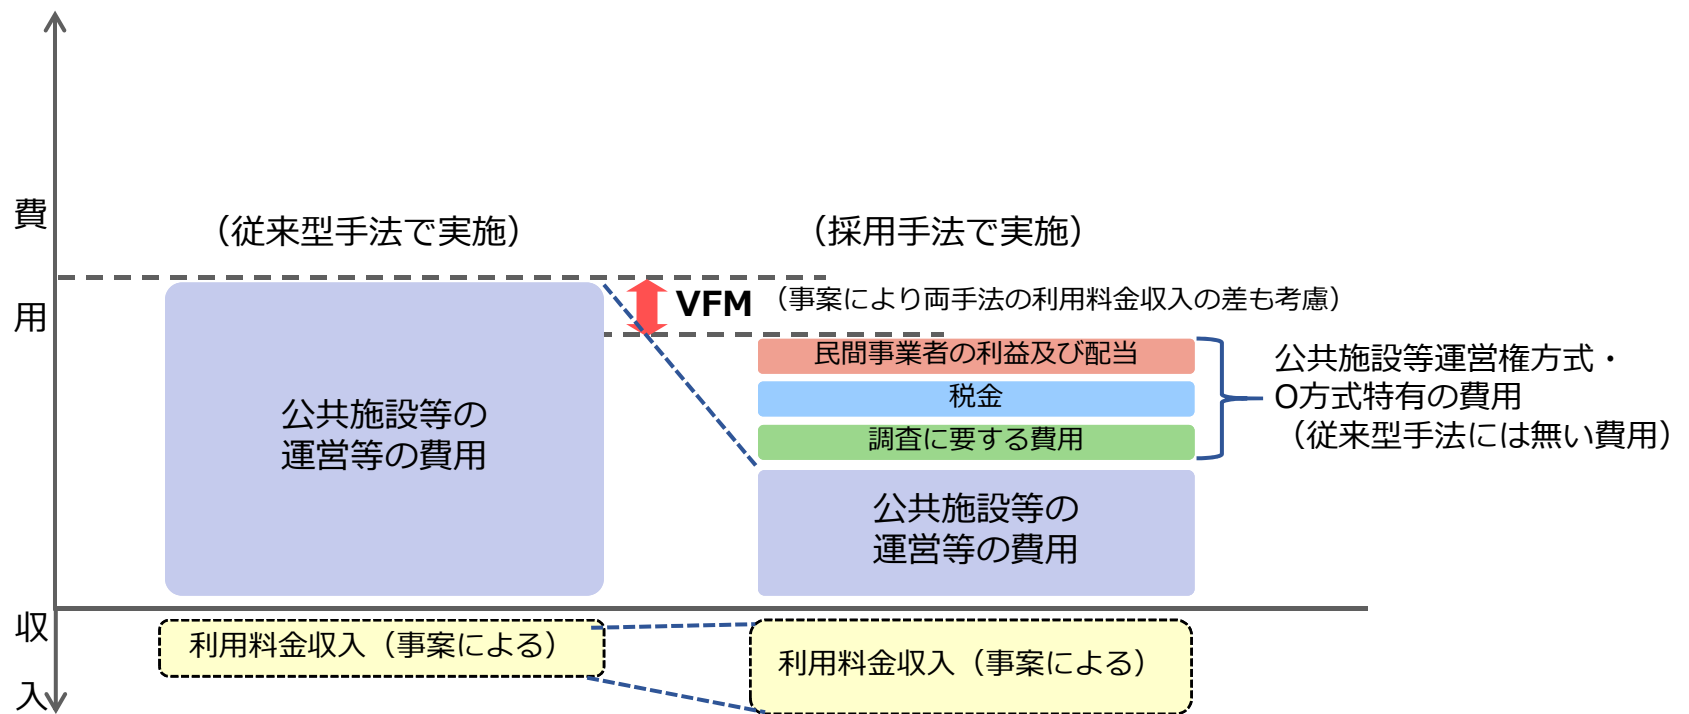 費
用
収
入
（従来型手法で実施）
（採用手法で実施）
VFM （事案により両手法の利用料金収入の差も考慮）
公共施設等の
運営等の費用
民間事業者の利益及び配当
税金
調査に要する費用
公共施設等の
運営等の費用
公共施設等運営権方式・
O方式特有の費用
（従来型手法には無い費用）
利用料金収入（事案による）
利用料金収入（事案による）